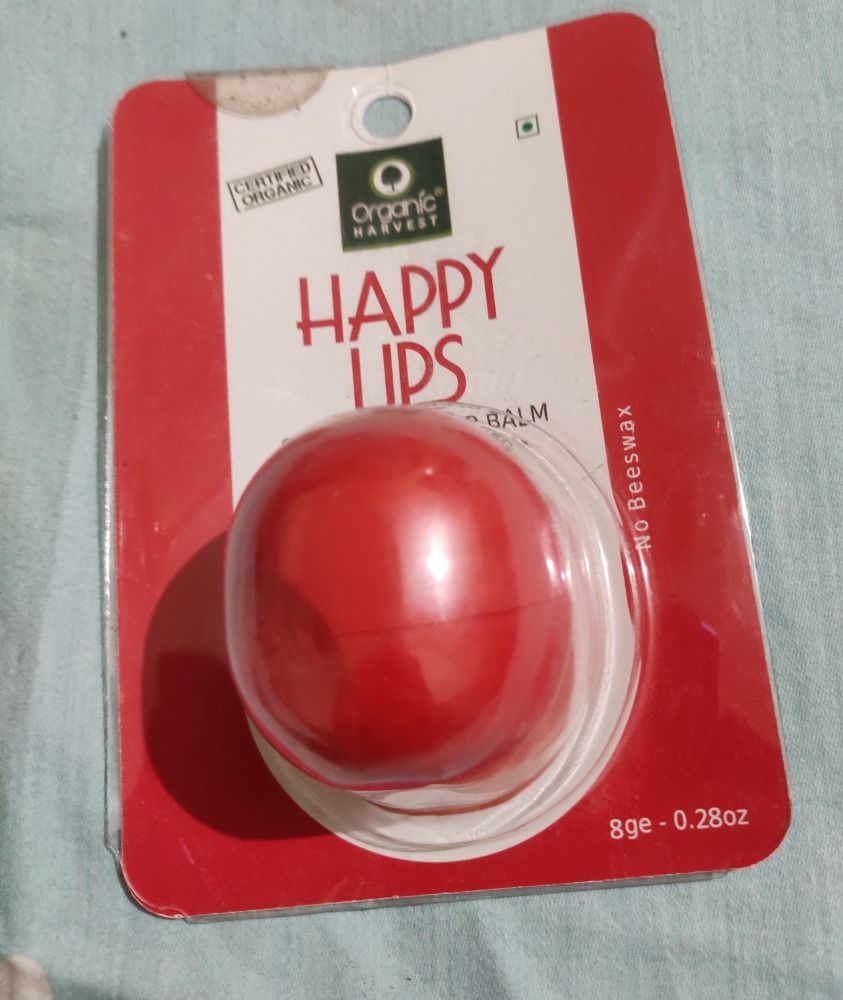 CERTIFIED
ORGANIC
Organic®
HARVEST
HAPPY
LIPS
BALM
No Beeswax
8ge - 0.28oz